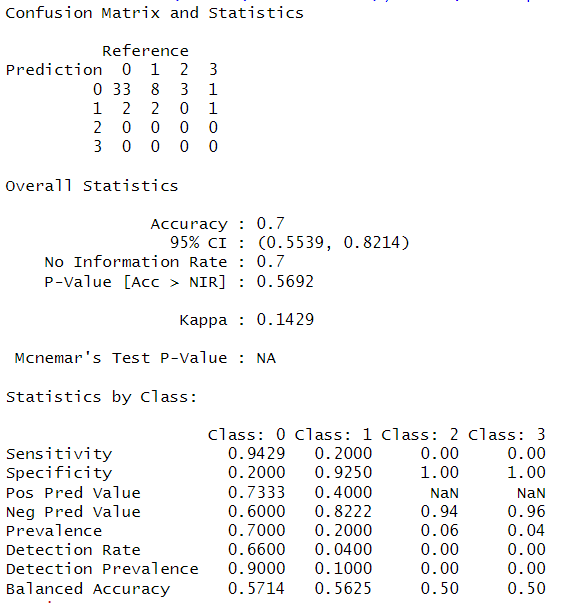 Confusion Matrix and Statistics
Reference
Prediction 0 1 2 3
0 33 8 3 1
1 2 2 0 1
2 0 0 0 0
3 0 0 0 0
Overall Statistics
Accuracy : 0.7
95% CI : (0.5539, 0.8214)
No Information Rate : 0.7
P-Value [Acc > NIR] : 0.5692
Kappa : 0.1429
Mcnemar's Test P-Value : NA
Statistics by Class:
Class: 0 Class: 1 Class: 2 Class: 3
Sensitivity 0.9429 0.2000 0.00 0.00
Specificity 0.2000 0.9250 1.00 1.00
Pos Pred Value 0.7333 0.4000 NaN NaN
Neg Pred Value 0.6000 0.8222 0.94 0.96
Prevalence 0.7000 0.2000 0.06 0.04
Detection Rate 0.6600 0.0400 0.00 0.00
Detection Prevalence 0.9000 0.1000 0.00 0.00
Balanced Accuracy 0.5714 0.5625 0.50 0.50